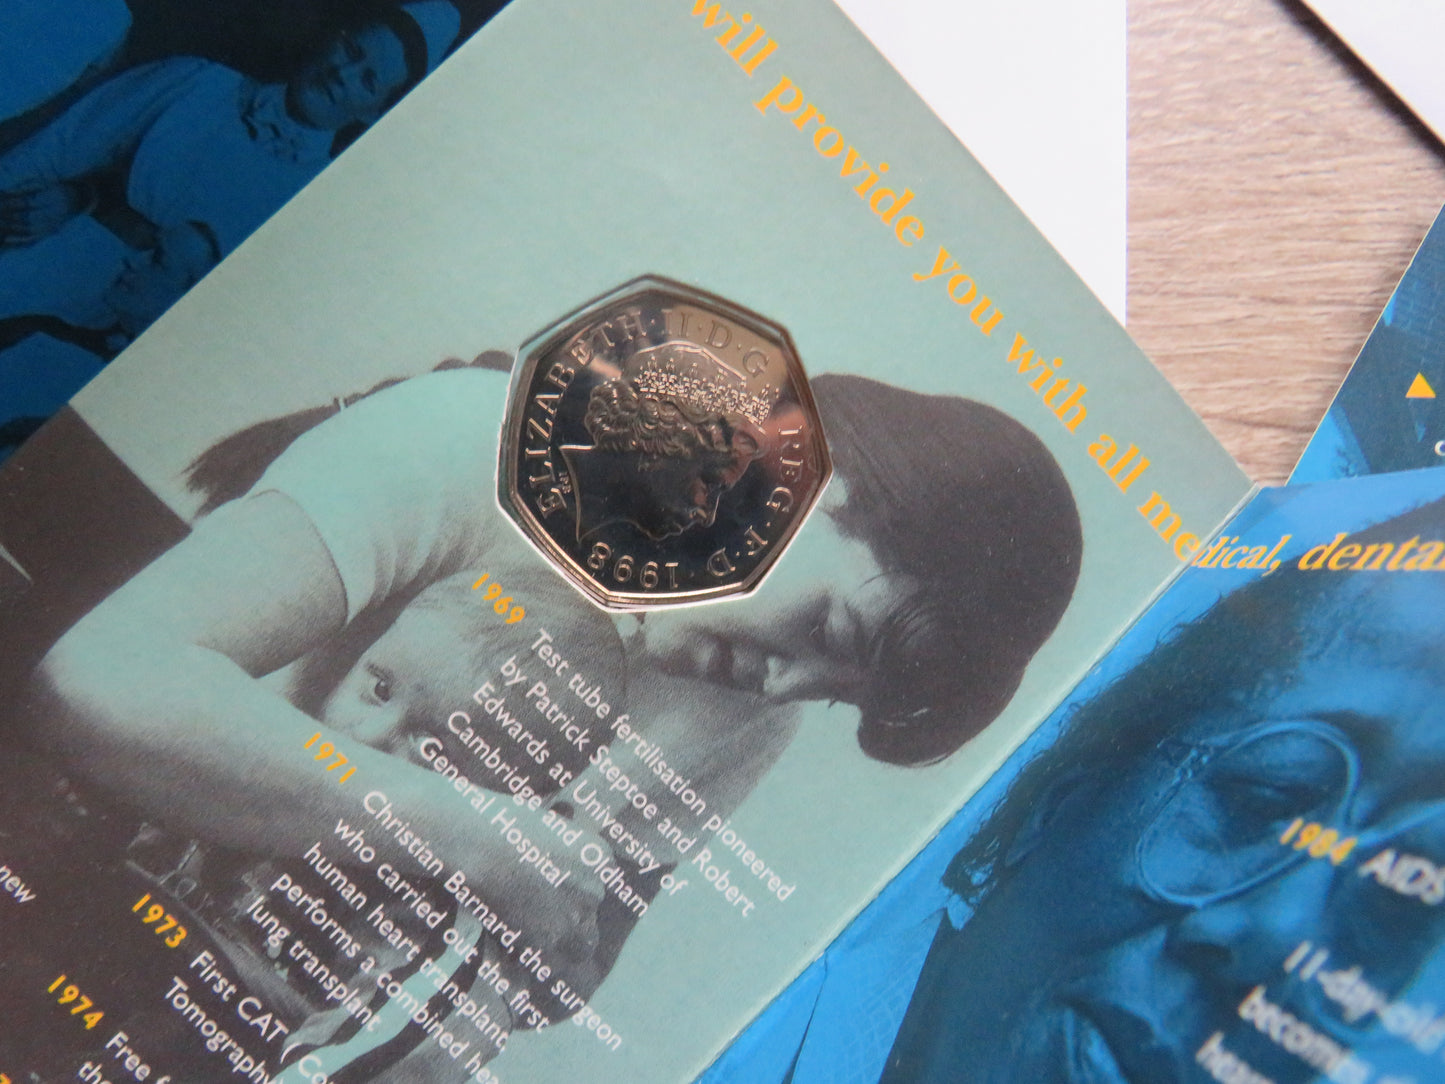 will provide you with all medical, dental
ELIZABETH·II·D·G
REG·F·D·1998
1969 Test tube fertilisation pioneered
by Patrick Steptoe and Robert
Edwards at University of
Cambridge and Oldham
General Hospital
1971 Christian Barnard, the surgeon
who carried out the first
human heart transplant,
performs a combined
lung transplant
new
1973 First CAT
Tomography
1974 Free
1984 AIDS
11-day-old
becomes